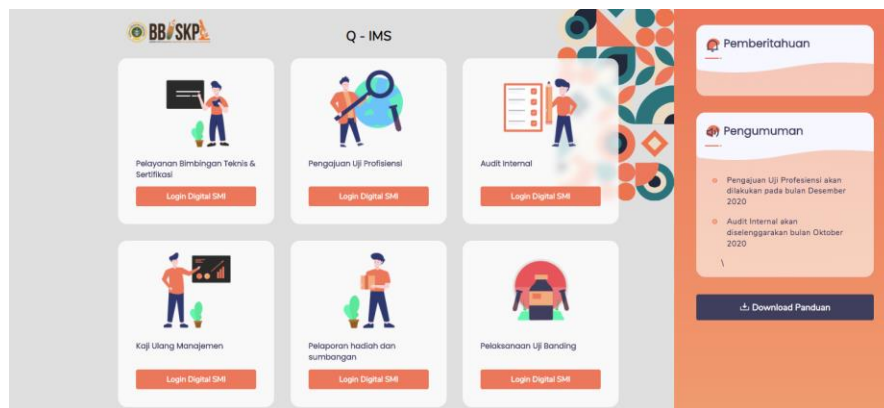 BBUSKP
Q - IMS
Pelayanan Bimbingan Teknis &
Sertifikasi
Login Digital SMI
Pengajuan Uji Profisiensi
Login Digital SMI
Audit Internal
Login Digital SMI
Kaji Ulang Manajemen
Login Digital SMI
Pelaporan hadiah dan
sumbangan
Login Digital SMI
Pelaksanaan Uji Banding
Login Digital SMI
Pemberitahuan
Pengumuman
Pengajuan Uji Profesiensi akan
dilakukan pada bulan Desember
2020
Audit Internal akan
diselenggarakan bulan Oktober
2020
\
Download Panduan